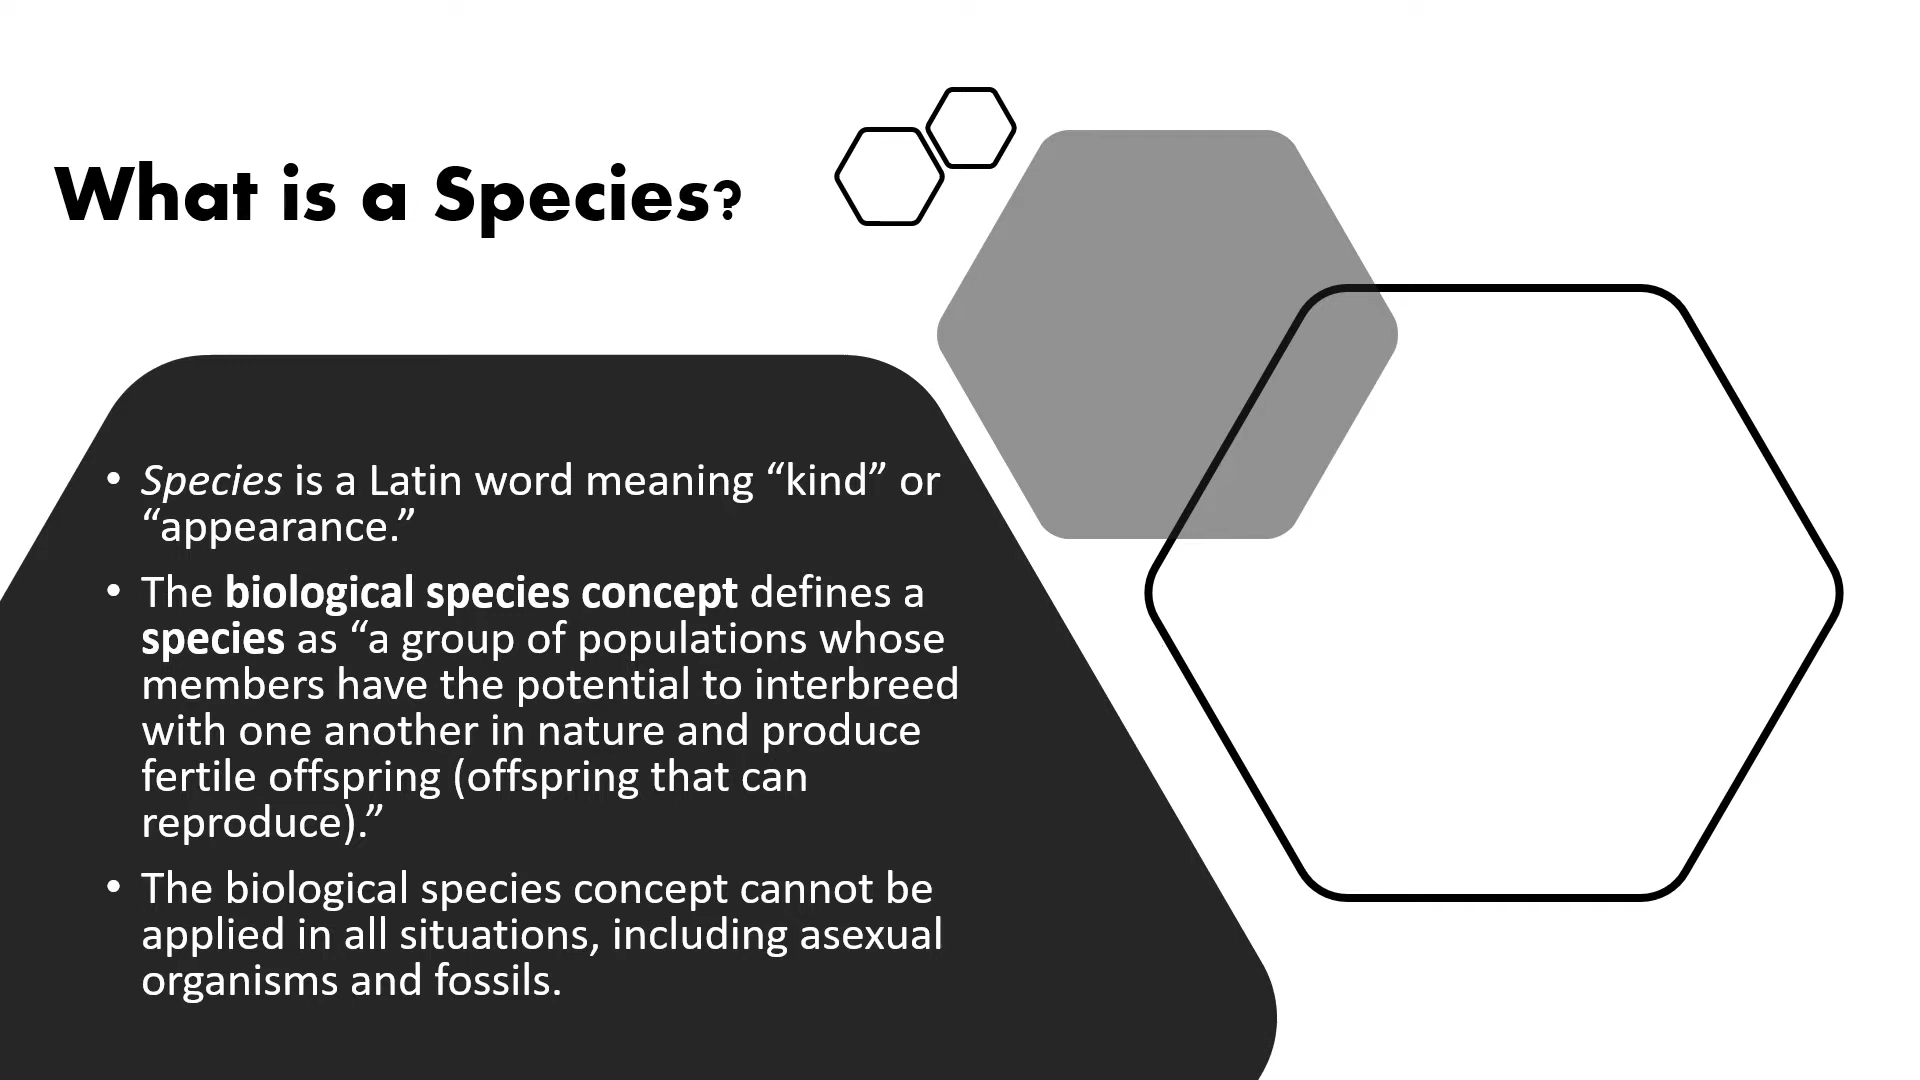 What is a Species?
• Species is a Latin word meaning “kind” or
“appearance.”
• The biological species concept defines a
species as “a group of populations whose
members have the potential to interbreed
with one another in nature and produce
fertile offspring (offspring that can
reproduce).”
• The biological species concept cannot be
applied in all situations, including asexual
organisms and fossils.